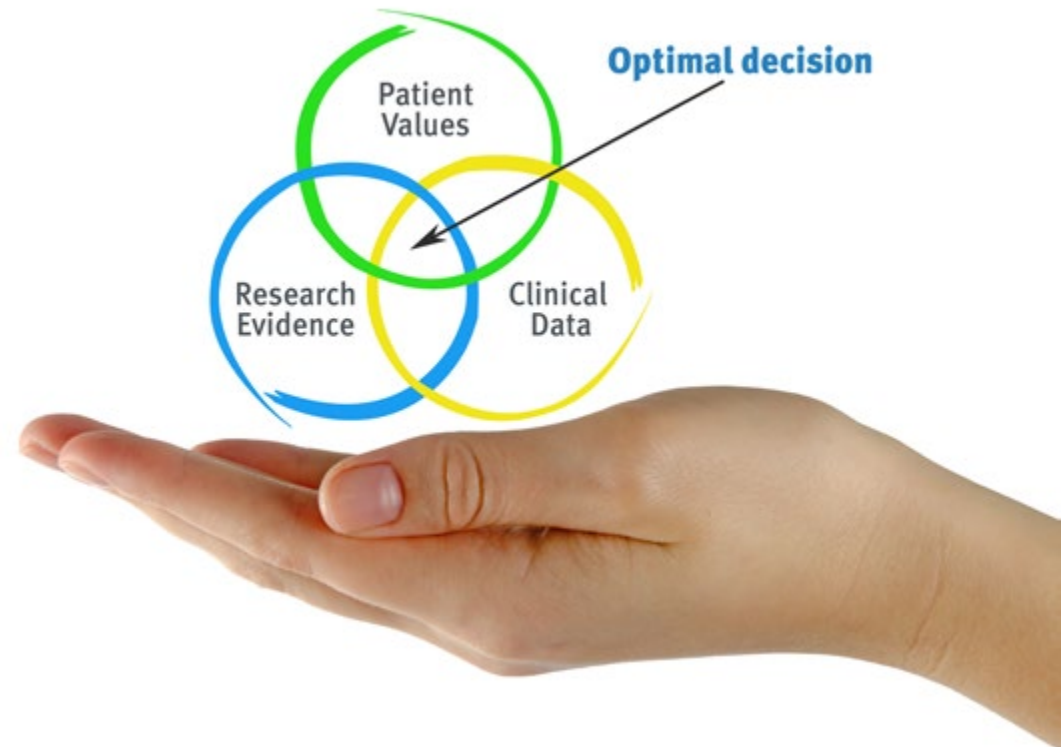 Optimal decision
Patient
Values
Research
Evidence
Clinical
Data